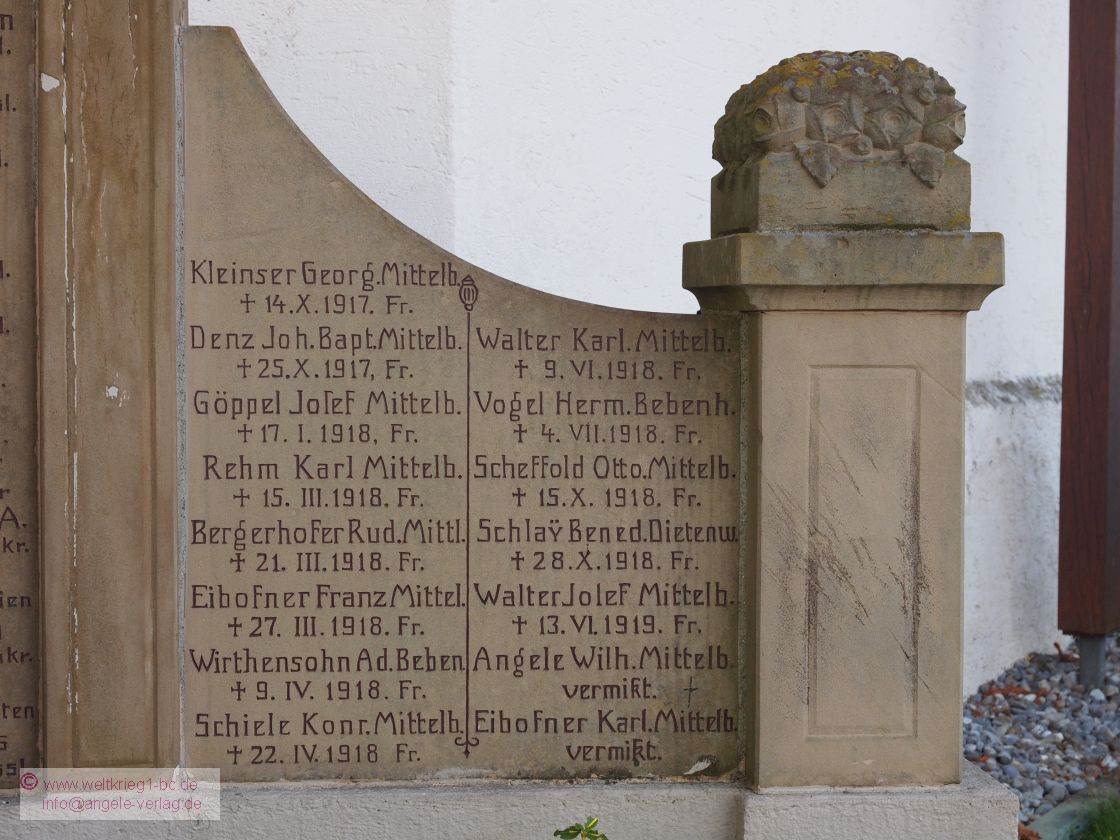 Kleinser Georg. Mittelb.
✝ 14. X. 1917. Fr.
Denz Joh. Bapt. Mittelb.
✝ 25. X. 1917, Fr.
Göppel Joſef Mittelb.
✝ 17. I. 1918, Fr.
Rehm Karl Mittelb.
✝ 15. III. 1918. Fr.
Bergerhofer Rud. Mittl.
✝ 21. III. 1918. Fr.
Eibofner Franz Mittel.
✝ 27. III. 1918. Fr.
Wirthensohn Ad. Beben.
✝ 9. IV. 1918. Fr.
Schiele Konr. Mittelb.
✝ 22. IV. 1918 Fr.
Walter Karl. Mittelb.
✝ 9. VI. 1918. Fr.
Vogel Herm. Bebenh.
✝ 4. VII. 1918. Fr.
Scheffold Otto. Mittelb.
✝ 15. X. 1918. Fr.
Schlaÿ Bened. Dietenw.
✝ 28. X. 1918. Fr.
Walter Joſef Mittelb.
✝ 13. VI. 1919. Fr.
Angele Wilh. Mittelb.
vermißt.
Eibofner Karl. Mittelb.
vermißt.
© www.weltkrieg1-bc.de
info@angele-verlag.de